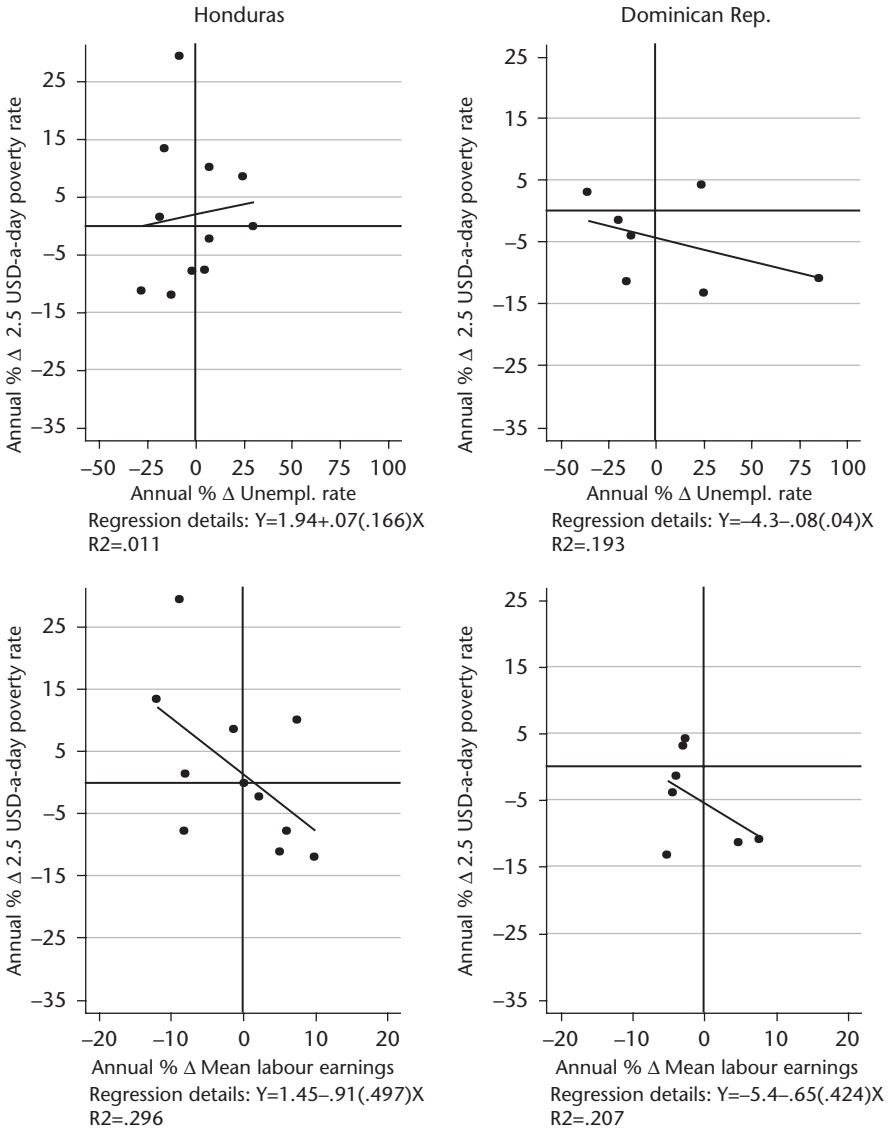 Honduras
Annual % Δ 2.5 USD-a-day poverty rate
25
15
5
−5
−15
−25
−35
−50 −25 0 25 50 75 100
Annual % Δ Unempl. rate
Regression details: Y=1.94+.07(.166)X
R2=.011
Dominican Rep.
Annual % Δ 2.5 USD-a-day poverty rate
25
15
5
−5
−15
−25
−35
−50 −25 0 25 50 75 100
Annual % Δ Unempl. rate
Regression details: Y=−4.3−.08(.04)X
R2=.193
Annual % Δ 2.5 USD-a-day poverty rate
25
15
5
−5
−15
−25
−35
−20 −10 0 10 20
Annual % Δ Mean labour earnings
Regression details: Y=1.45−.91(.497)X
R2=.296
Annual % Δ 2.5 USD-a-day poverty rate
25
15
5
−5
−15
−25
−35
−20 −10 0 10 20
Annual % Δ Mean labour earnings
Regression details: Y=−5.4−.65(.424)X
R2=.207